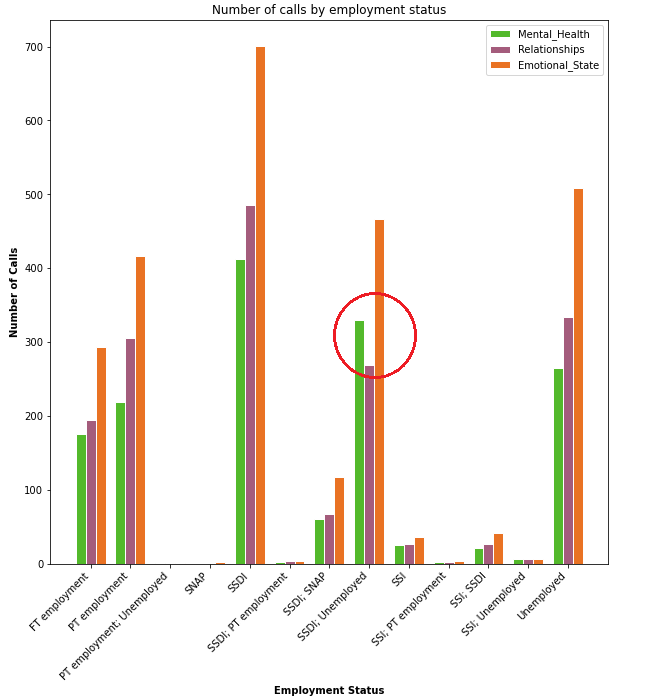 Number of calls by employment status
Mental_Health
Relationships
Emotional_State
Number of Calls
700
600
500
400
300
200
100
0
FT employment
PT employment
PT employment; Unemployed
SNAP
SSDI
SSDI; PT employment
SSDI; SNAP
SSDI; Unemployed
SSI
SSI; PT employment
SSI; SSDI
SSI; Unemployed
Unemployed
Employment Status